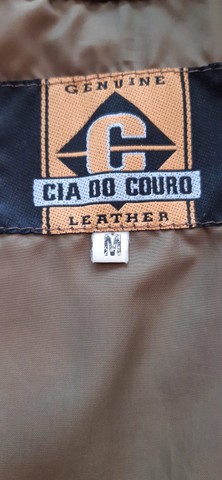 GENUINE
C
CIA DO COURO
LEATHER
M